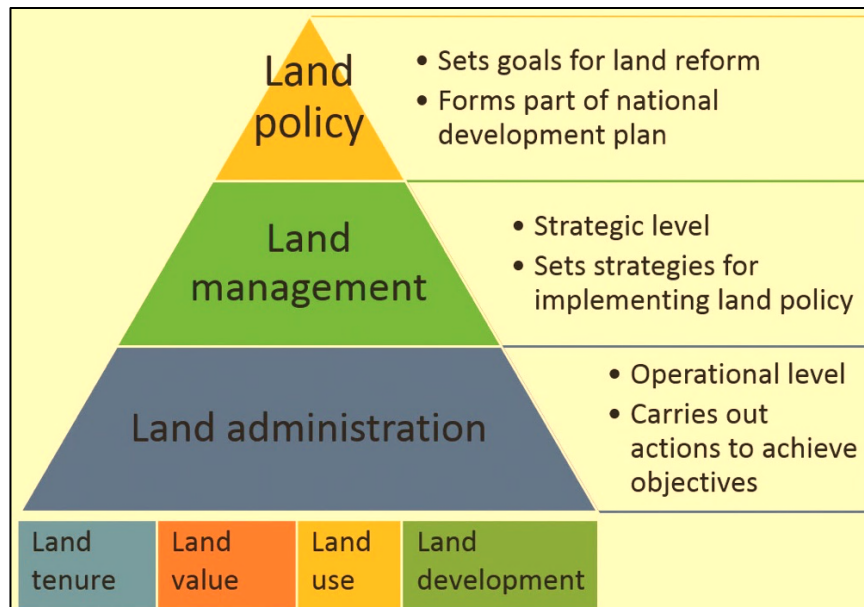 Land
policy
• Sets goals for land reform
• Forms part of national
development plan
Land
management
• Strategic level
• Sets strategies for
implementing land policy
Land administration
• Operational level
• Carries out
actions to achieve
objectives
Land
tenure
Land
value
Land
use
Land
development